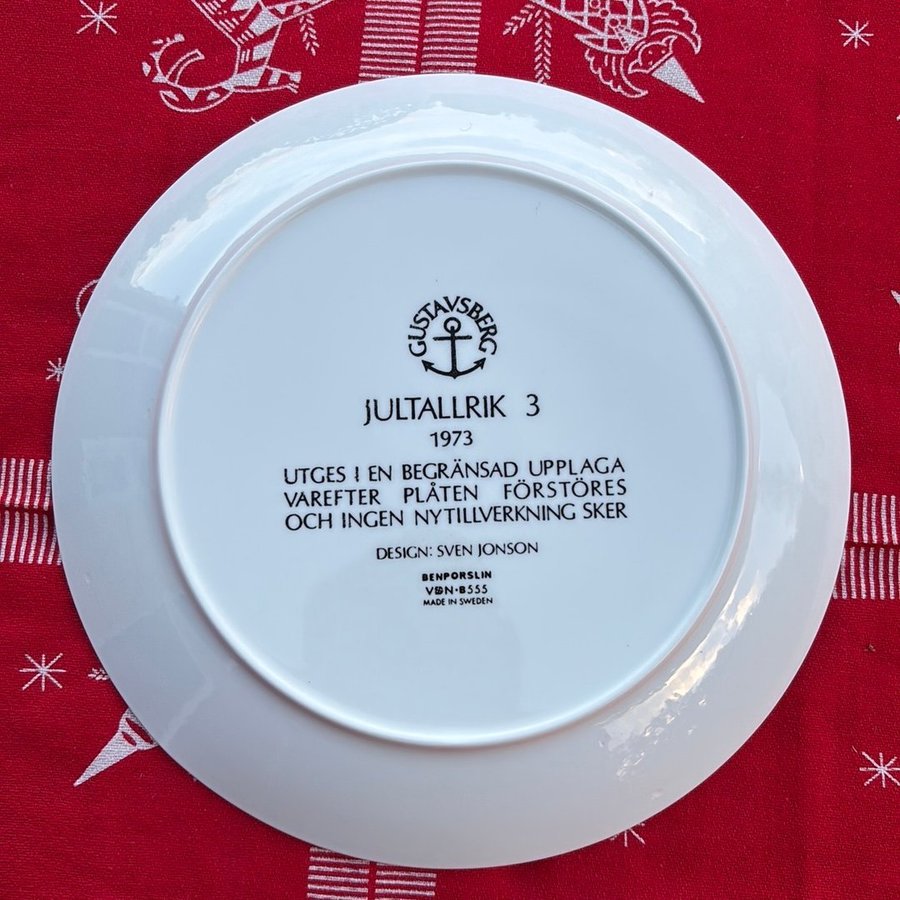 GUSTAVSBERG
JULTALLRIK 3
1973
UTGES I EN BEGRÄNSAD UPPLAGA
VAREFTER PLÅTEN FÖRSTÖRES
OCH INGEN NYTILLVERKNING SKER
DESIGN: SVEN JONSON
BENPORSLIN
VDN·B555
MADE IN SWEDEN